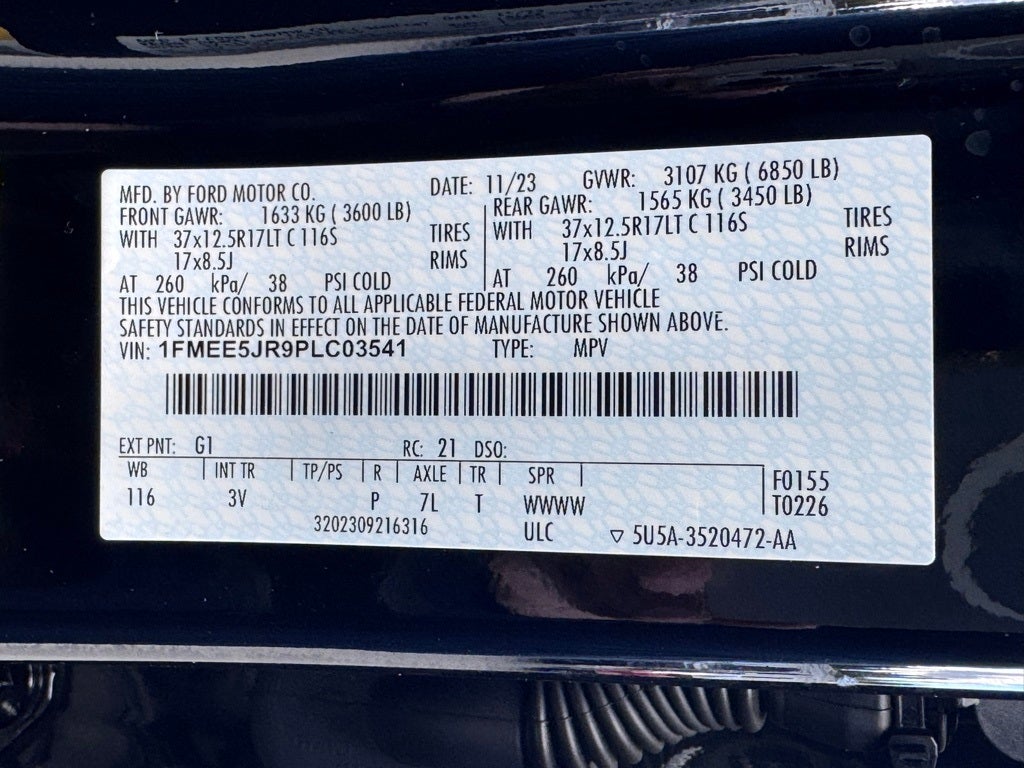 MFD. BY FORD MOTOR CO. DATE: 11/23 GVWR: 3107 KG ( 6850 LB)
FRONT GAWR: 1633 KG ( 3600 LB) REAR GAWR: 1565 KG ( 3450 LB)
WITH 37x12.5R17LT C 116S TIRES WITH 37x12.5R17LT C 116S TIRES
17x8.5J RIMS 17x8.5J RIMS
AT 260 kPa/ 38 PSI COLD AT 260 kPa/ 38 PSI COLD
THIS VEHICLE CONFORMS TO ALL APPLICABLE FEDERAL MOTOR VEHICLE
SAFETY STANDARDS IN EFFECT ON THE DATE OF MANUFACTURE SHOWN ABOVE.
VIN: 1FMEE5JR9PLC03541 TYPE: MPV
EXT PNT: G1 RC: 21 DSO:
WB INT TR TP/PS R AXLE TR SPR F0155
116 3V P 7L T WWWW T0226
3202309216316 ULC ▽ 5U5A-3520472-AA